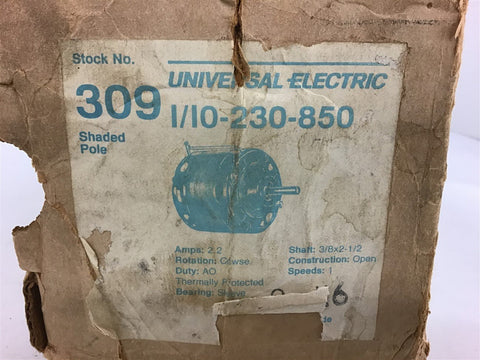 Stock No.
309
Shaded
Pole
UNIVERSAL ELECTRIC
1/10-230-850
Amps: 2.2
Rotation: Cowse.
Duty: AO
Thermally Protected
Bearing: Sleeve
Shaft: 3/8x2-1/2
Construction: Open
Speeds: 1